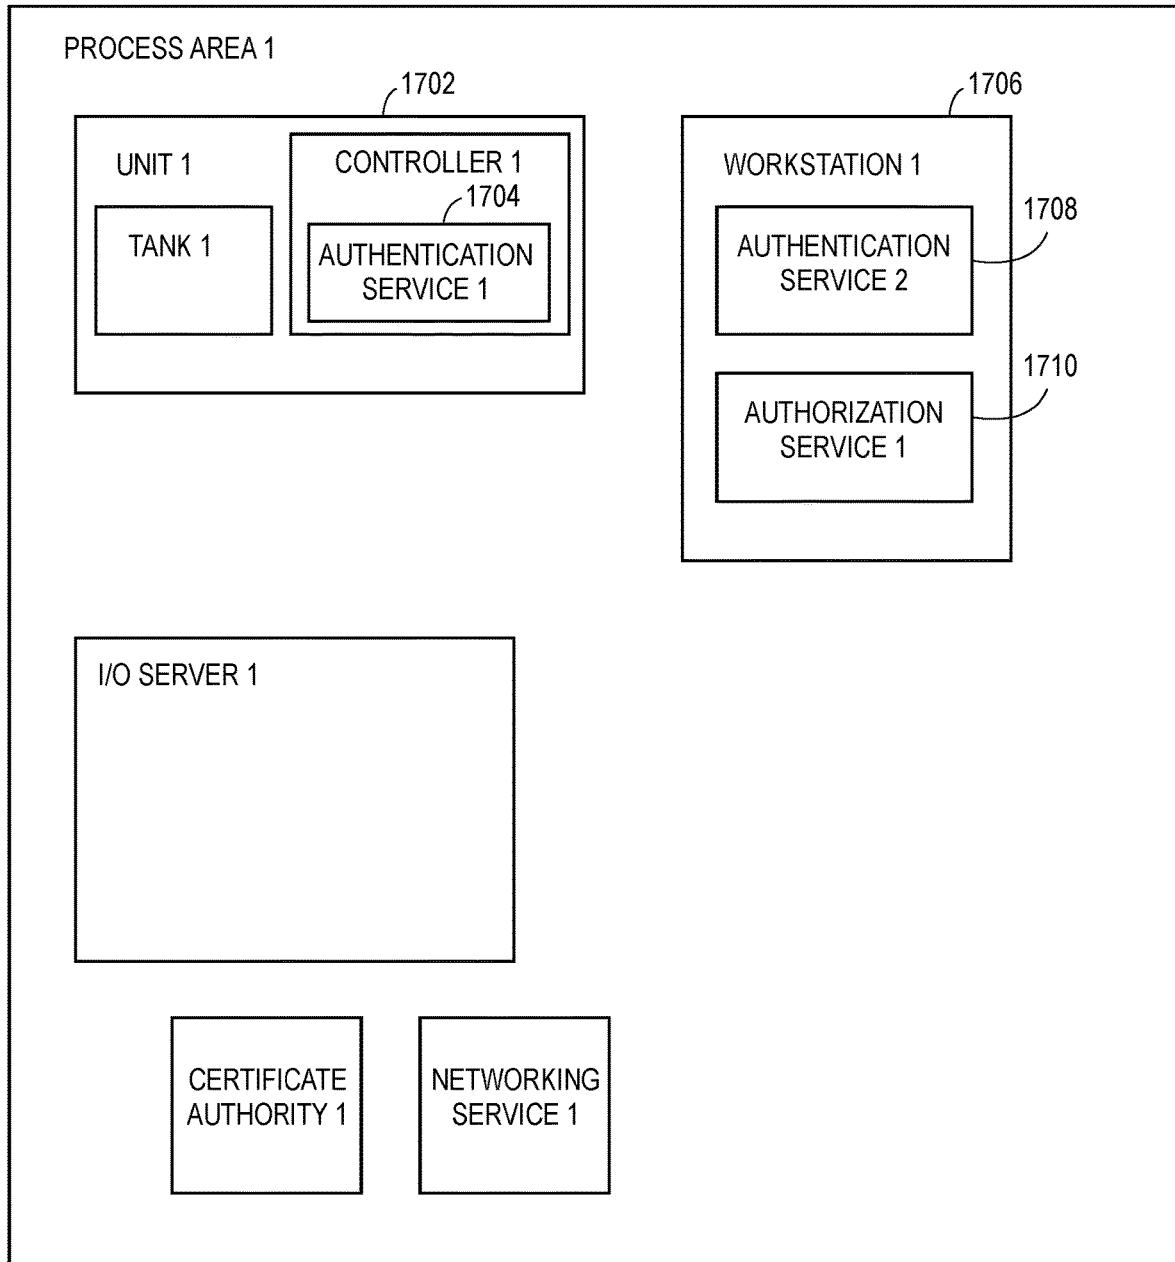 PROCESS AREA 1
1702
1706
UNIT 1
CONTROLLER 1
WORKSTATION 1
1704
1708
TANK 1
AUTHENTICATION
SERVICE 1
AUTHENTICATION
SERVICE 2
1710
AUTHORIZATION
SERVICE 1
I/O SERVER 1
CERTIFICATE
AUTHORITY 1
NETWORKING
SERVICE 1